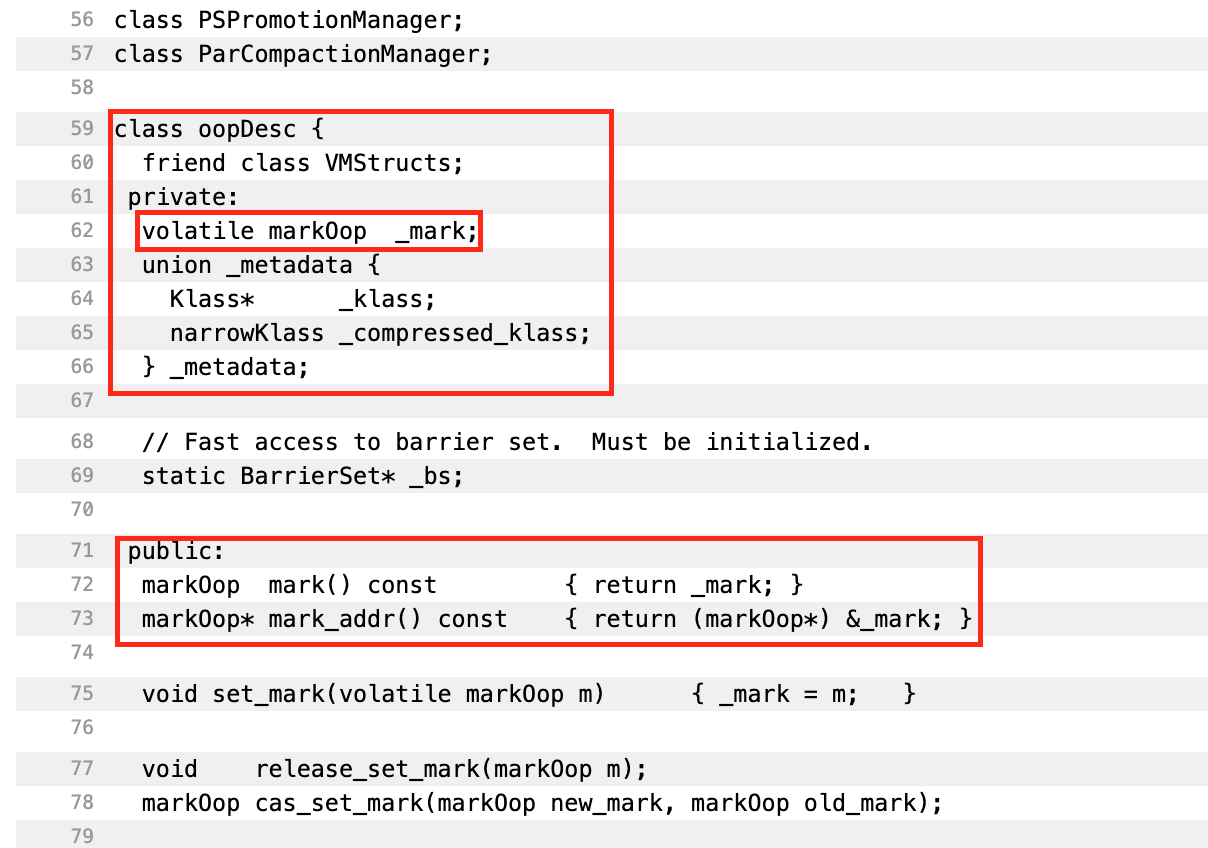 56 class PSPromotionManager;
57 class ParCompactionManager;
58
59 class oopDesc {
60   friend class VMStructs;
61  private:
62   volatile markOop  _mark;
63   union _metadata {
64     Klass*      _klass;
65     narrowKlass _compressed_klass;
66   } _metadata;
67
68   // Fast access to barrier set.  Must be initialized.
69   static BarrierSet* _bs;
70
71  public:
72   markOop  mark() const         { return _mark; }
73   markOop* mark_addr() const    { return (markOop*) &_mark; }
74
75   void set_mark(volatile markOop m)      { _mark = m;   }
76
77   void    release_set_mark(markOop m);
78   markOop cas_set_mark(markOop new_mark, markOop old_mark);
79